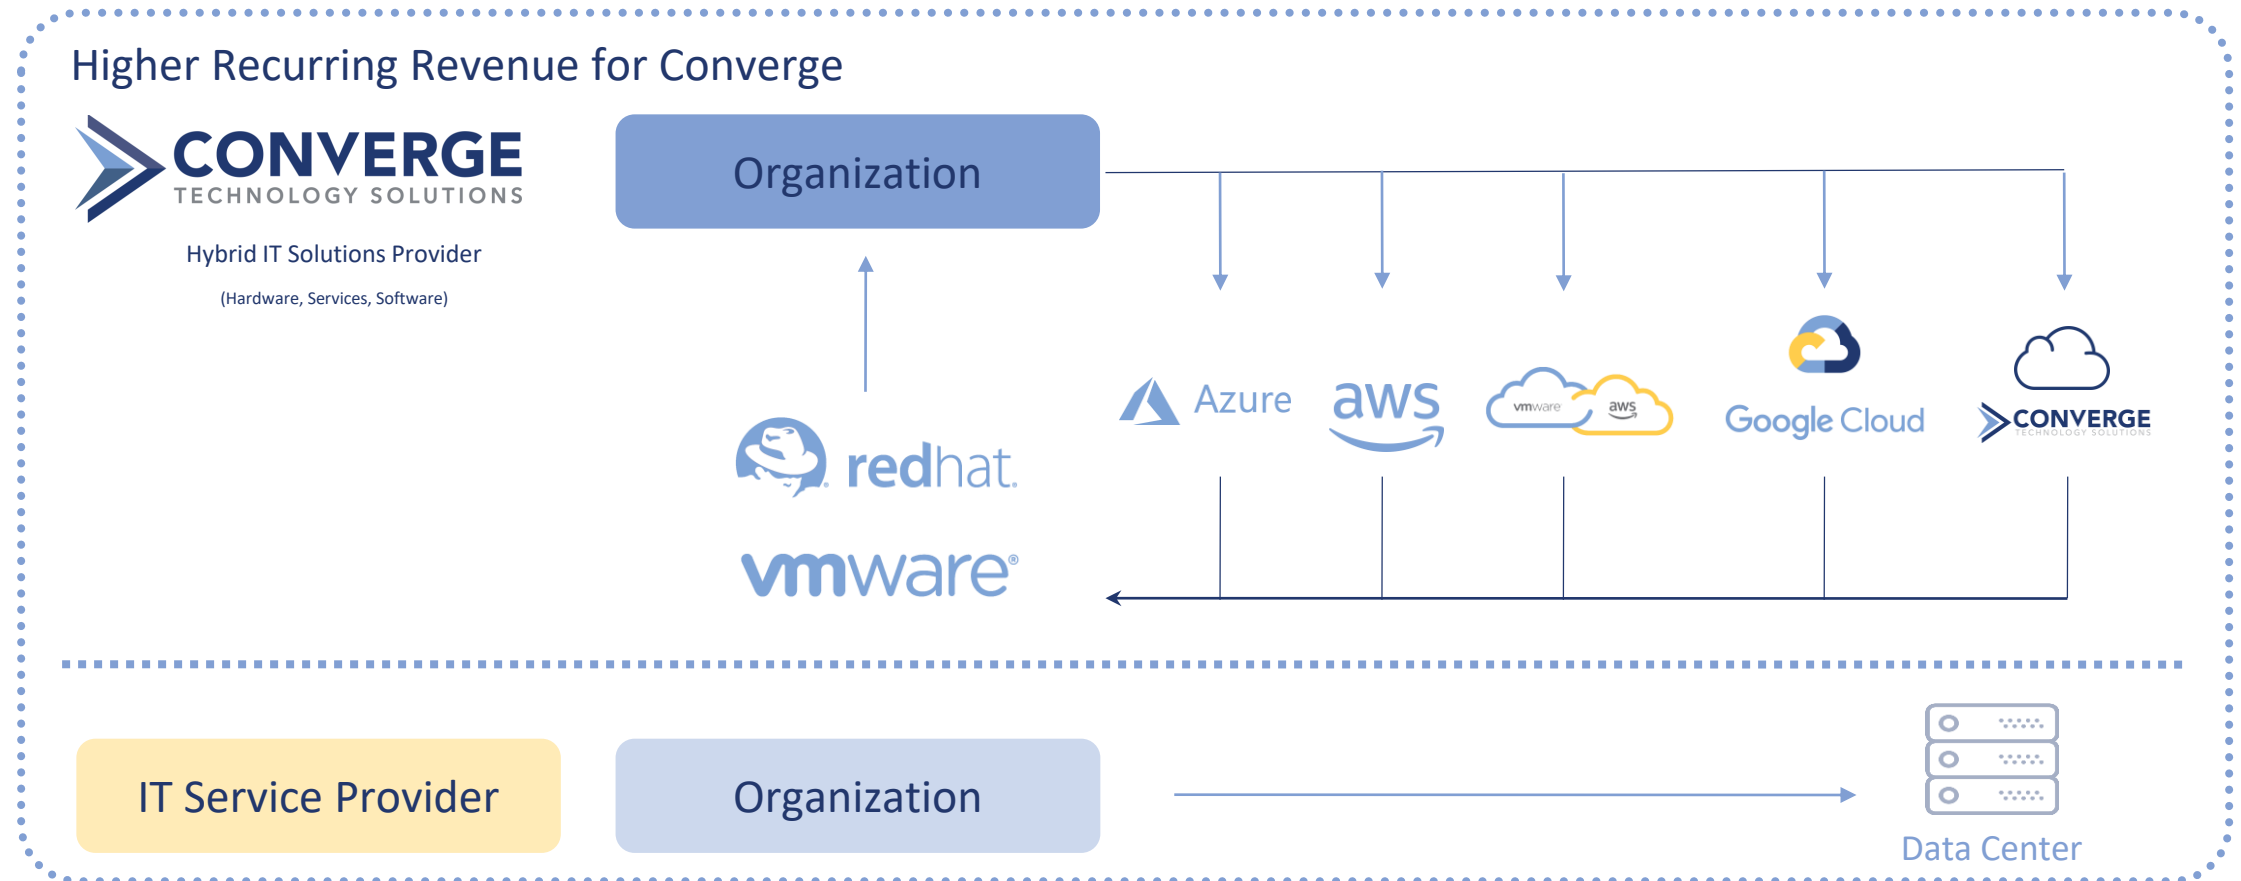 Higher Recurring Revenue for Converge
CONVERGE
TECHNOLOGY SOLUTIONS
Hybrid IT Solutions Provider
(Hardware, Services, Software)
Organization
redhat.
vmware®
Azure
aws
vmware
aws
Google Cloud
CONVERGE
TECHNOLOGY SOLUTIONS
IT Service Provider
Organization
Data Center